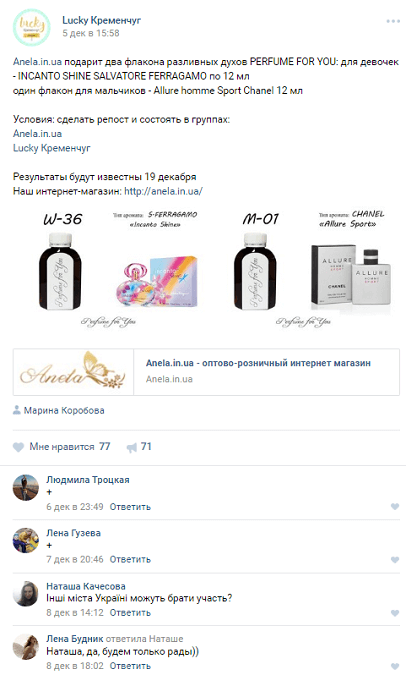 lucky
Кременчуг
Lucky Кременчуг
5 дек в 15:58
Anela.in.ua подарит два флакона разливных духов PERFUME FOR YOU: для девочек
- INCANTO SHINE SALVATORE FERRAGAMO по 12 мл
один флакон для мальчиков - Allure homme Sport Chanel 12 мл
Условия: сделать репост и состоять в группах:
Anela.in.ua
Lucky Кременчуг
Результаты будут известны 19 декабря
Наш интернет-магазин: http://anela.in.ua/
W-36
Тип аромата: S-FERRAGAMO
«Incanto Shine»
M-01
Тип аромата: CHANEL
«Allure Sport»
Perfume for You
Perfume for You
ALLURE
HOMME
SPORT
CHANEL
ALLURE
HOMME
SPORT
Perfume for You
Perfume for You
Anela
Anela.in.ua - оптово-розничный интернет магазин
Anela.in.ua
Марина Коробова
Мне нравится 77 71
Людмила Троцкая
+
6 дек в 23:49 Ответить
Лена Гузева
+
7 дек в 20:46 Ответить
Наташа Качесова
Інші міста Україні можуть брати участь?
8 дек в 14:12 Ответить
Лена Будник ответила Наташе
Наташа, да, будем только рады))
8 дек в 18:02 Ответить